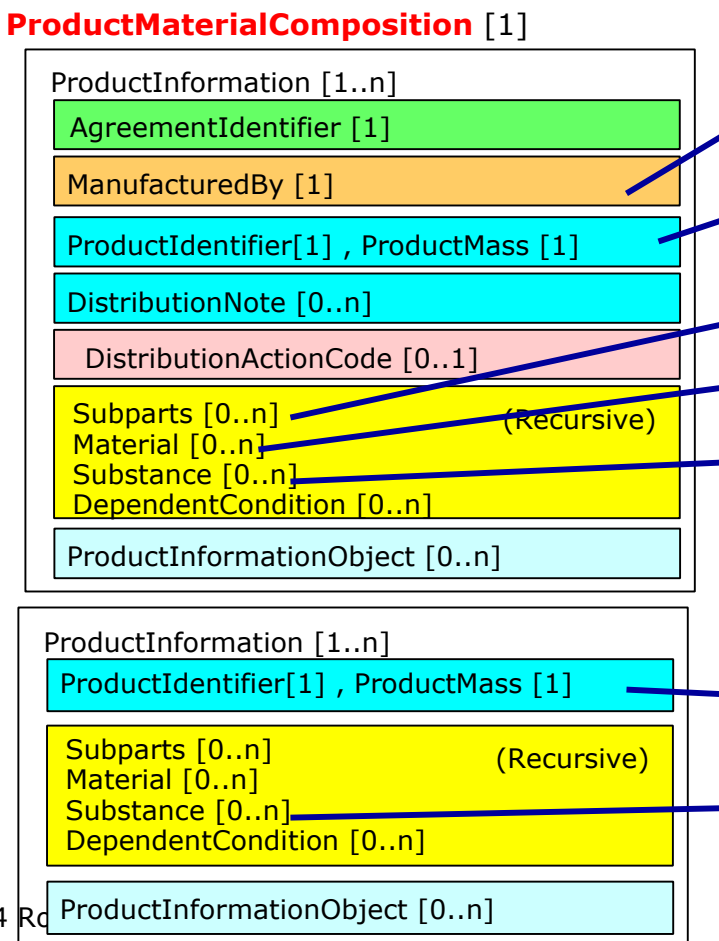 ProductMaterialComposition [1]
ProductInformation [1..n]
AgreementIdentifier [1]
ManufacturedBy [1]
ProductIdentifier[1] , ProductMass [1]
DistributionNote [0..n]
DistributionActionCode [0..1]
Subparts [0..n] (Recursive)
Material [0..n]
Substance [0..n]
DependentCondition [0..n]
ProductInformationObject [0..n]
ProductInformation [1..n]
ProductIdentifier[1] , ProductMass [1]
Subparts [0..n] (Recursive)
Material [0..n]
Substance [0..n]
DependentCondition [0..n]
ProductInformationObject [0..n]